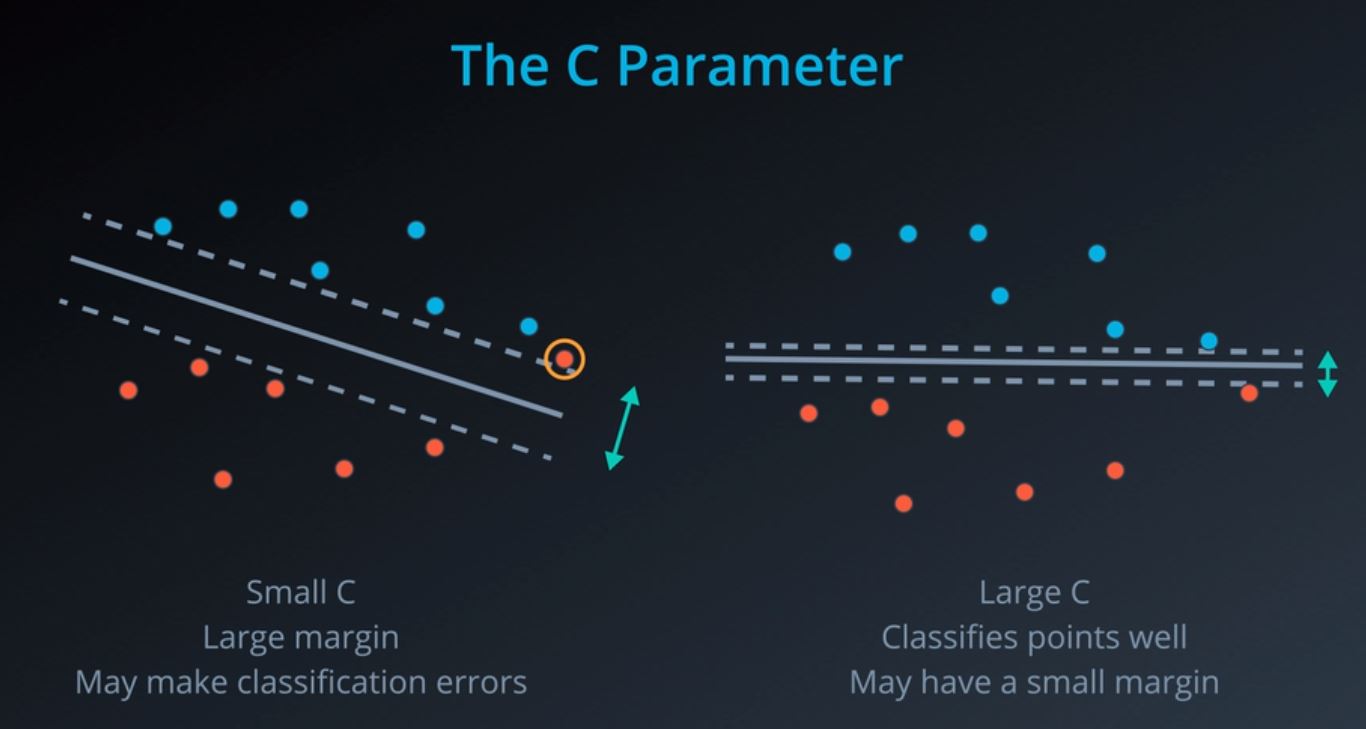 The C Parameter
Small C
Large margin
May make classification errors
Large C
Classifies points well
May have a small margin